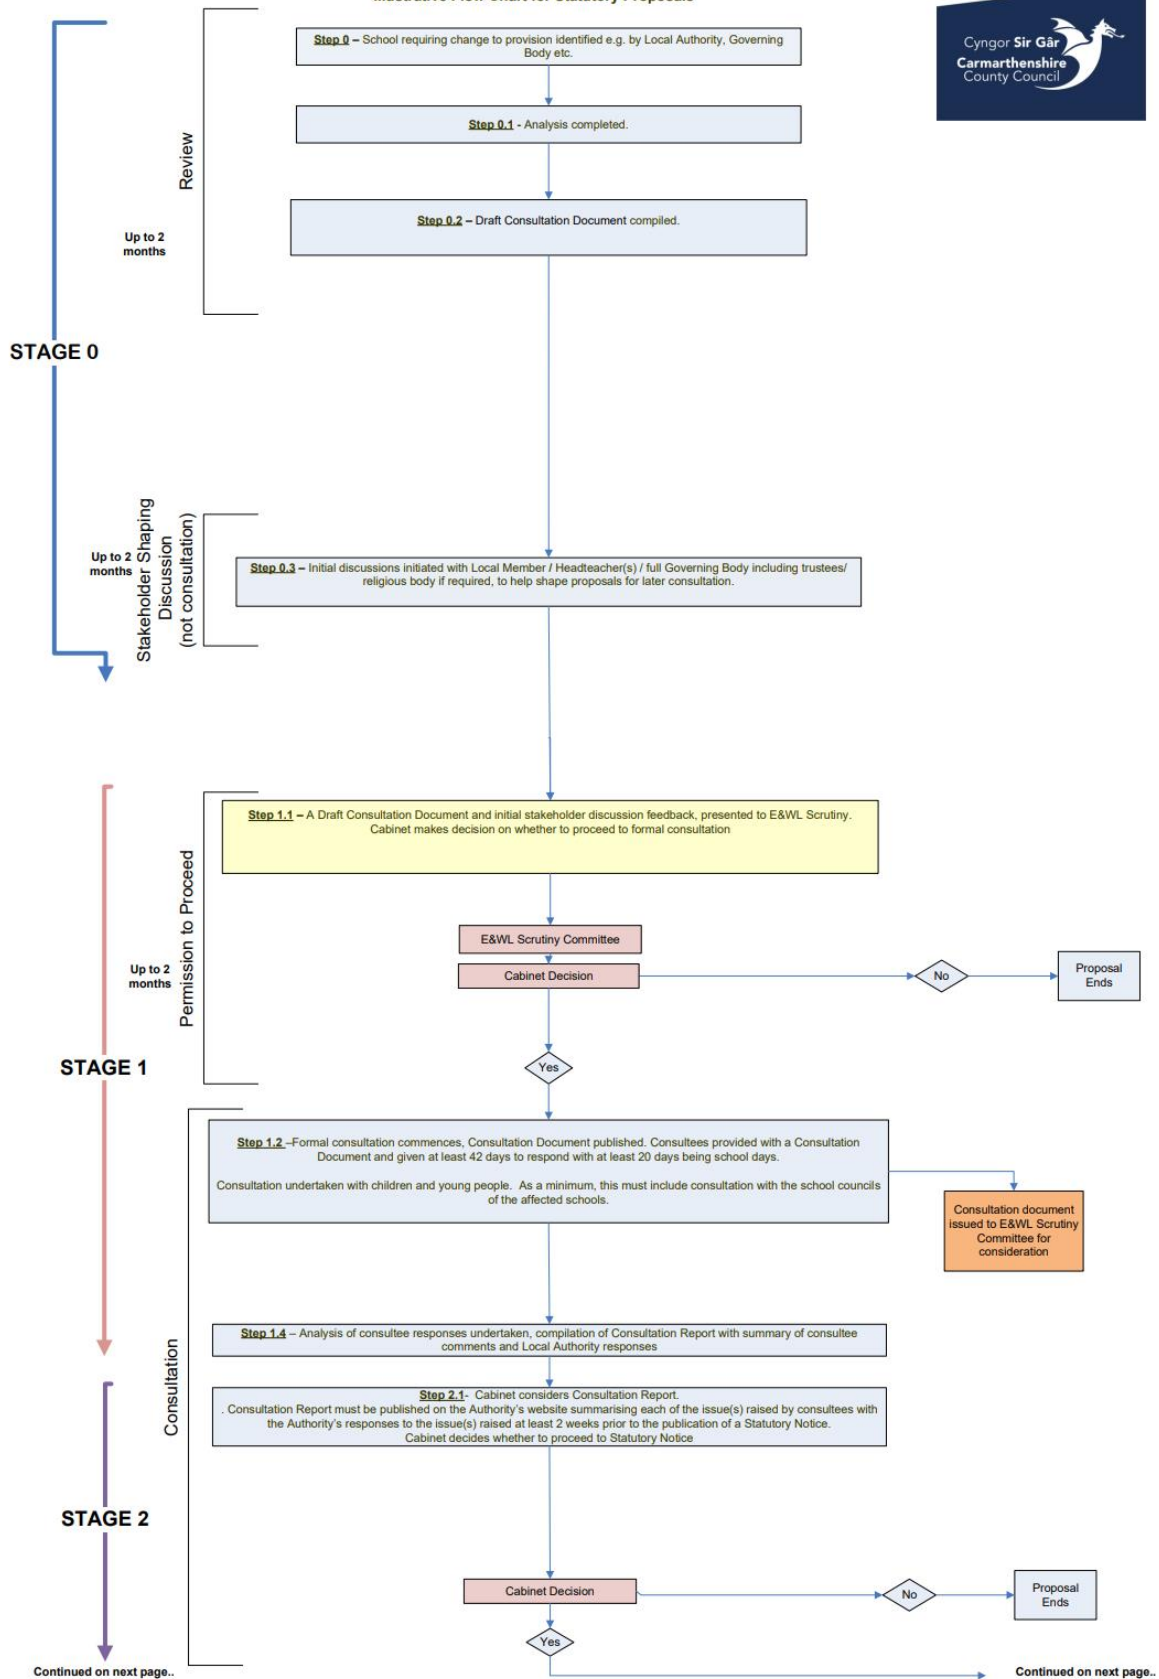 Illustrative Flow Chart for Statutory Proposals
Cyngor Sir Gâr
Carmarthenshire
County Council
Step 0 – School requiring change to provision identified e.g. by Local Authority, Governing
Body etc.
Step 0.1 - Analysis completed.
Step 0.2 – Draft Consultation Document compiled.
Review
Up to 2
months
STAGE 0
Stakeholder Shaping
Discussion
(not consultation)
Up to 2
months
Step 0.3 – Initial discussions initiated with Local Member / Headteacher(s) / full Governing Body including trustees/
religious body if required, to help shape proposals for later consultation.
Step 1.1 – A Draft Consultation Document and initial stakeholder discussion feedback, presented to E&WL Scrutiny.
Cabinet makes decision on whether to proceed to formal consultation
Permission to Proceed
E&WL Scrutiny Committee
Up to 2
months
Cabinet Decision
No
Proposal
Ends
STAGE 1
Yes
Step 1.2 –Formal consultation commences, Consultation Document published. Consultees provided with a Consultation
Document and given at least 42 days to respond with at least 20 days being school days.
Consultation undertaken with children and young people. As a minimum, this must include consultation with the school councils
of the affected schools.
Consultation document
issued to E&WL Scrutiny
Committee for
consideration
Step 1.4 – Analysis of consultee responses undertaken, compilation of Consultation Report with summary of consultee
comments and Local Authority responses
Consultation
Step 2.1- Cabinet considers Consultation Report.
. Consultation Report must be published on the Authority's website summarising each of the issue(s) raised by consultees with
the Authority's responses to the issue(s) raised at least 2 weeks prior to the publication of a Statutory Notice.
Cabinet decides whether to proceed to Statutory Notice
STAGE 2
Cabinet Decision
No
Proposal
Ends
Yes
Continued on next page..
Continued on next page..